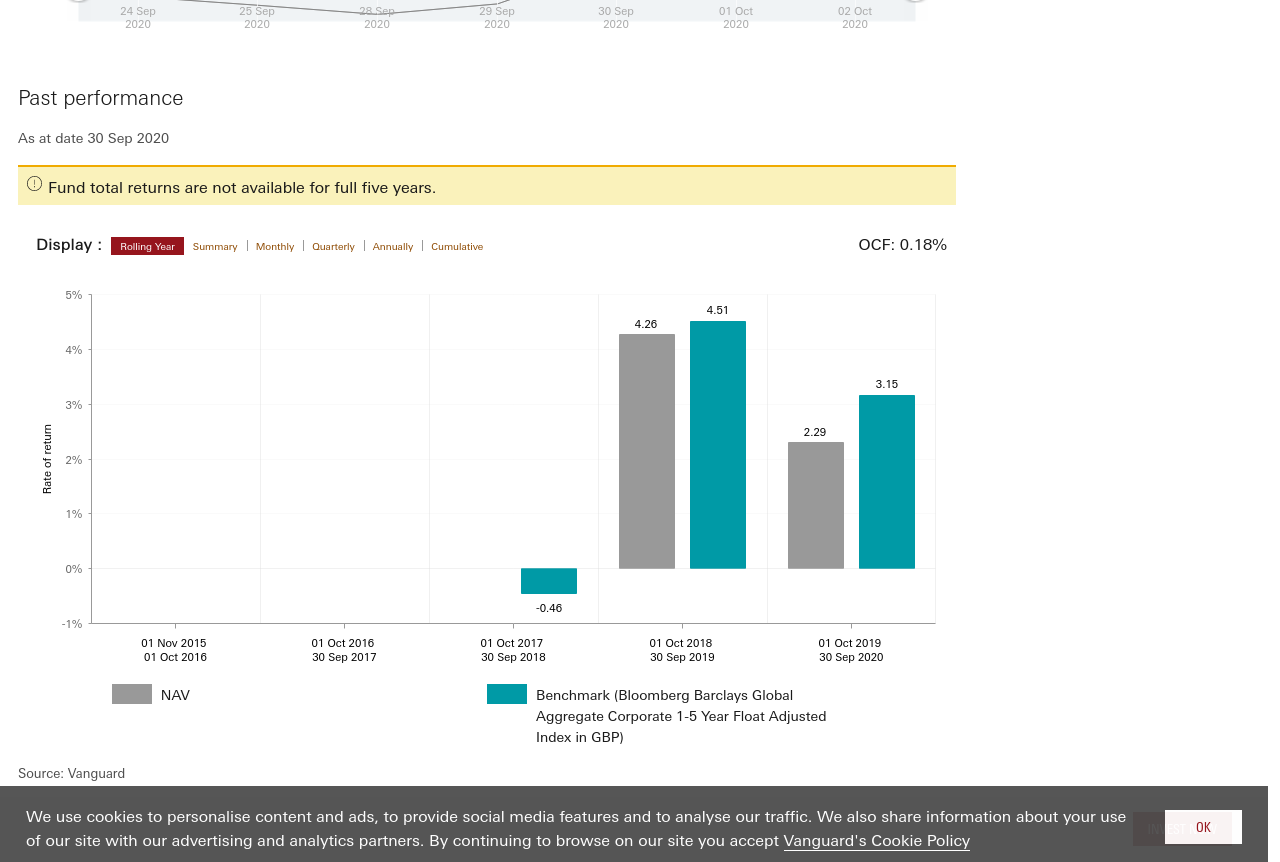 24 Sep 2020
25 Sep 2020
28 Sep 2020
29 Sep 2020
30 Sep 2020
01 Oct 2020
02 Oct 2020
Past performance
As at date 30 Sep 2020
Fund total returns are not available for full five years.
Display : Rolling Year Summary Monthly Quarterly Annually Cumulative OCF: 0.18%
5%
4%
3%
2%
1%
0%
-1%
Rate of return
-0.46
4.26
4.51
2.29
3.15
01 Nov 2015
01 Oct 2016
01 Oct 2016
30 Sep 2017
01 Oct 2017
30 Sep 2018
01 Oct 2018
30 Sep 2019
01 Oct 2019
30 Sep 2020
NAV
Benchmark (Bloomberg Barclays Global
Aggregate Corporate 1-5 Year Float Adjusted
Index in GBP)
Source: Vanguard
We use cookies to personalise content and ads, to provide social media features and to analyse our traffic. We also share information about your use
of our site with our advertising and analytics partners. By continuing to browse on our site you accept Vanguard's Cookie Policy
OK